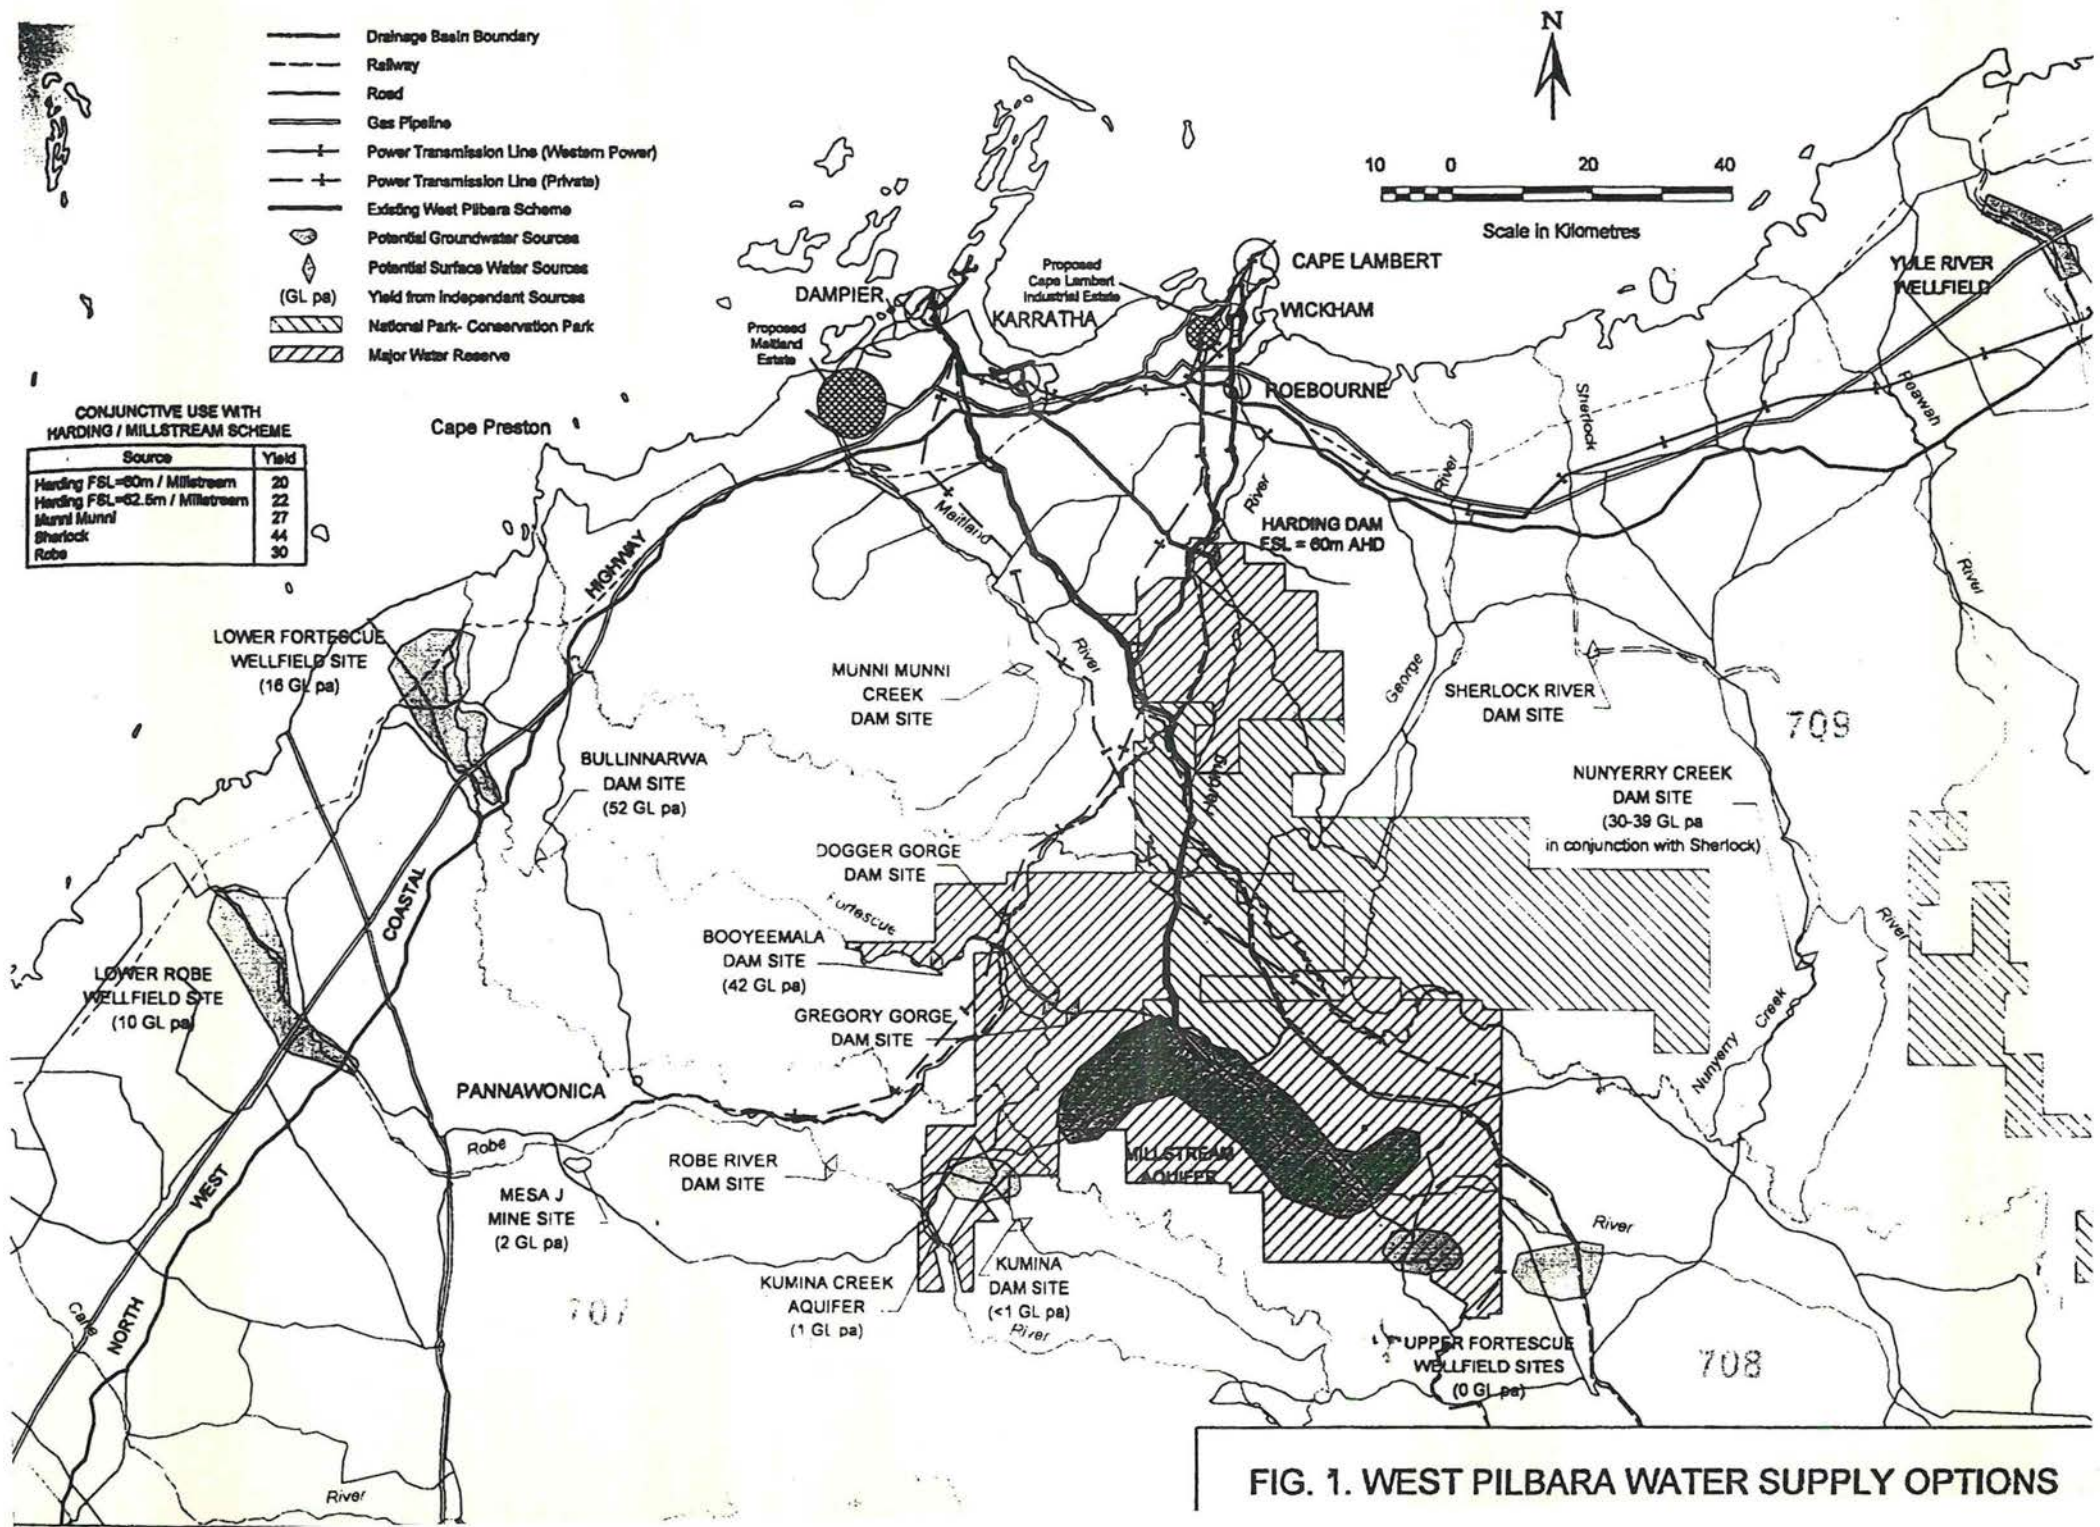 Drainage Basin Boundary
Railway
Road
Gas Pipeline
Power Transmission Line (Western Power)
Power Transmission Line (Private)
Existing West Pilbara Scheme
Potential Groundwater Sources
Potential Surface Water Sources
(GL pa) Yield from Independant Sources
National Park- Conservation Park
Major Water Reserve
N
10 0 20 40
Scale in Kilometres
CONJUNCTIVE USE WITH
HARDING / MILLSTREAM SCHEME
Source Yield
Harding FSL=60m / Millstream 20
Harding FSL=62.5m / Millstream 22
Munni Munni 27
Sherlock 44
Robe 30
Cape Preston
DAMPIER
Proposed
Maitland
Estate
KARRATHA
Proposed
Cape Lambert
Industrial Estate
CAPE LAMBERT
WICKHAM
ROEBOURNE
YULE RIVER
WELLFIELD
Sherlock
River
Peawah
River
River
HARDING DAM
FSL = 60m AHD
Maitland
River
HIGHWAY
LOWER FORTESCUE
WELLFIELD SITE
(16 GL pa)
MUNNI MUNNI
CREEK
DAM SITE
George
SHERLOCK RIVER
DAM SITE
709
BULLINNARWA
DAM SITE
(52 GL pa)
Harding
NUNYERRY CREEK
DAM SITE
(30-39 GL pa
in conjunction with Sherlock)
DOGGER GORGE
DAM SITE
COASTAL
Fortescue
BOOYEEMALA
DAM SITE
(42 GL pa)
River
LOWER ROBE
WELLFIELD SITE
(10 GL pa)
GREGORY GORGE
DAM SITE
Nunyerry Creek
PANNAWONICA
Robe
ROBE RIVER
DAM SITE
MILLSTREAM
AQUIFER
WEST
MESA J
MINE SITE
(2 GL pa)
River
KUMINA CREEK
AQUIFER
(1 GL pa)
KUMINA
DAM SITE
(<1 GL pa)
River
Cane
NORTH
707
UPPER FORTESCUE
WELLFIELD SITES
(0 GL pa)
708
River
FIG. 1. WEST PILBARA WATER SUPPLY OPTIONS